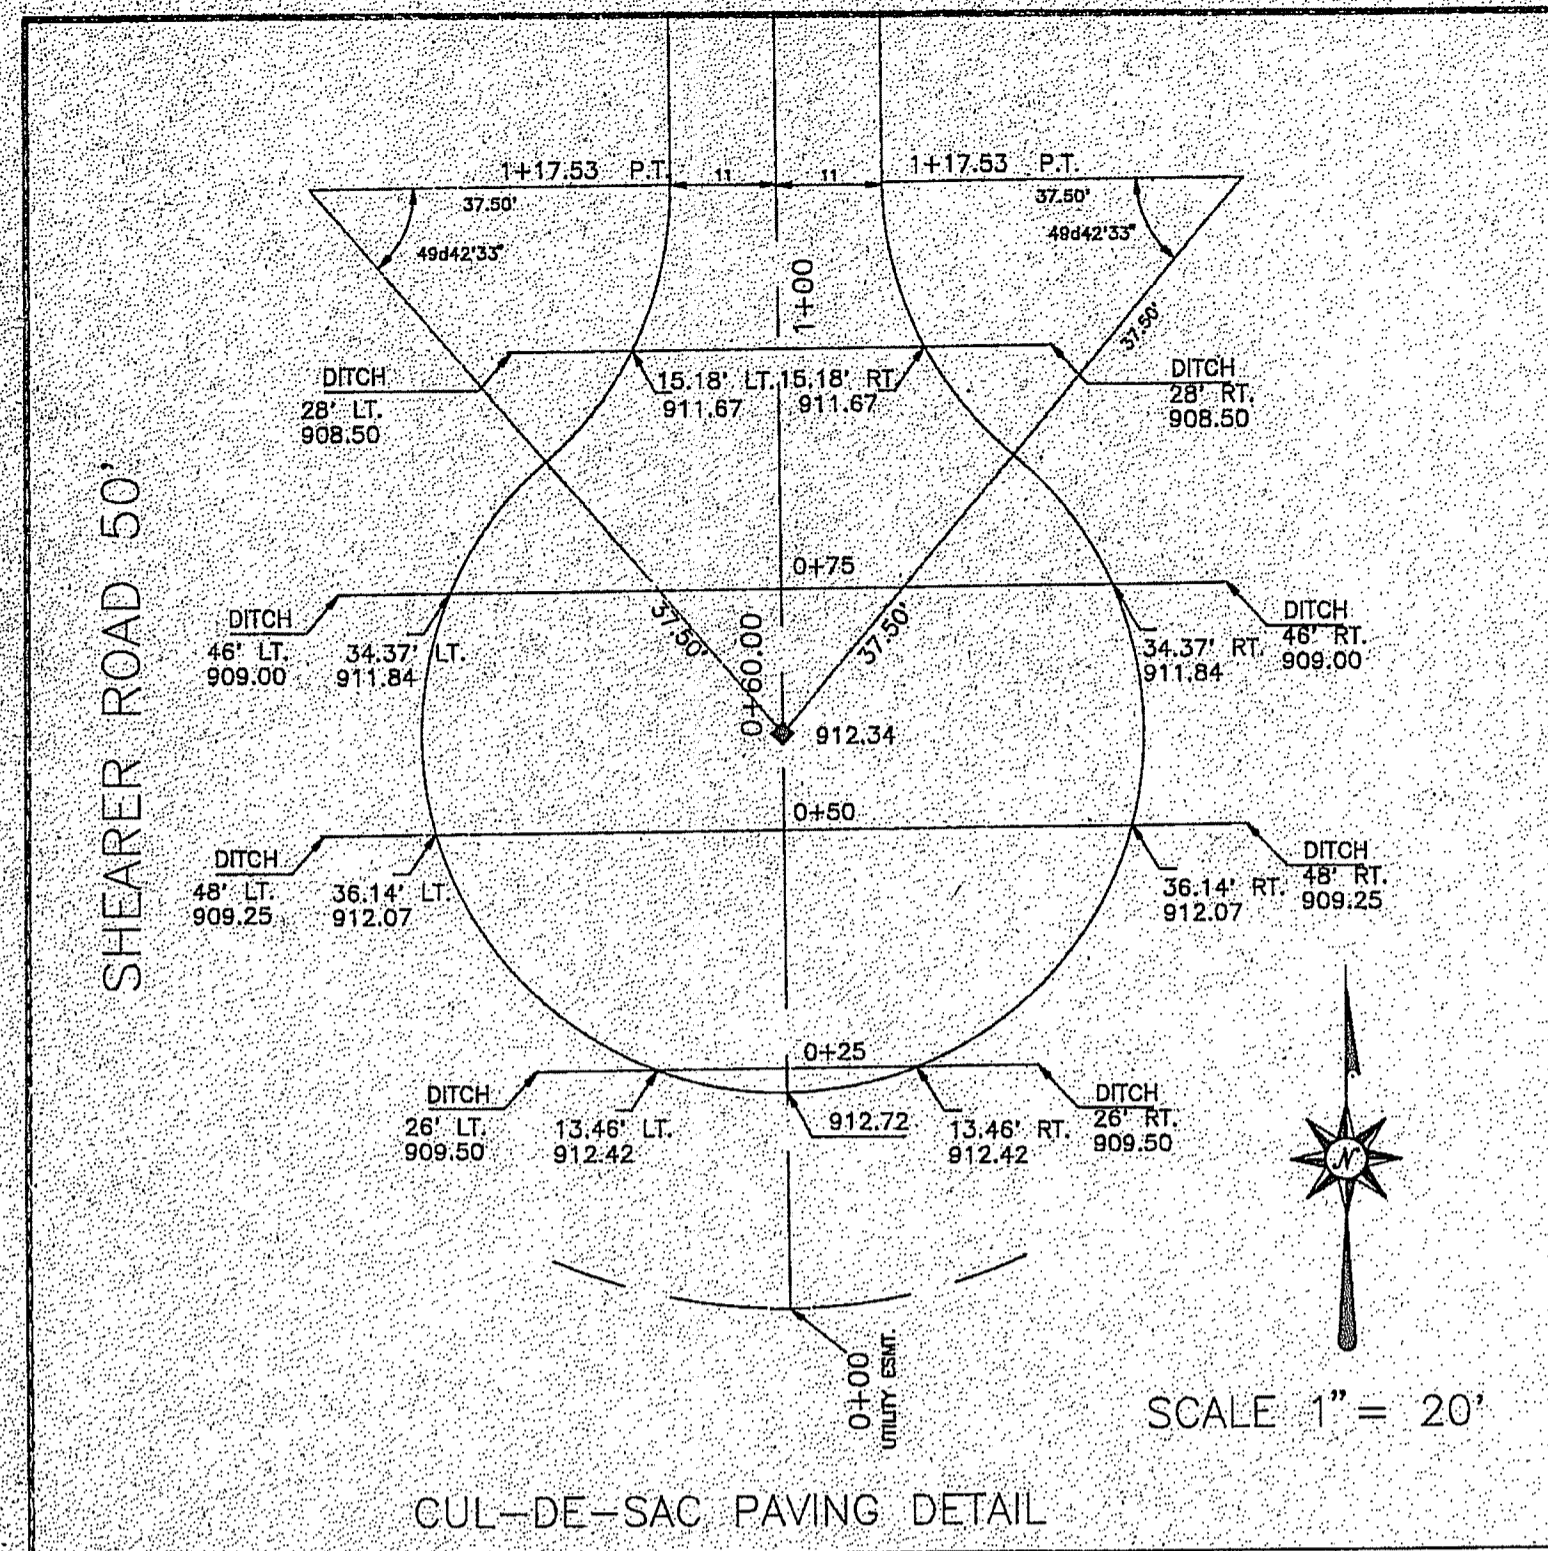 1+17.53 P.T.
11
11
1+17.53 P.T.
37.50'
37.50'
49d42'33"
49d42'33"
1+00
37.50'
DITCH
28' LT.
908.50
15.18' LT.
911.67
15.18' RT.
911.67
DITCH
28' RT.
908.50
SHEARER ROAD 50'
0+75
DITCH
46' LT.
909.00
34.37' LT.
911.84
37.50'
0+60.00
37.50'
34.37' RT.
911.84
DITCH
46' RT.
909.00
912.34
0+50
DITCH
48' LT.
909.25
36.14' LT.
912.07
36.14' RT.
912.07
DITCH
48' RT.
909.25
0+25
DITCH
26' LT.
909.50
13.46' LT.
912.42
912.72
13.46' RT.
912.42
DITCH
26' RT.
909.50
N
0+00
UTILITY ESMT.
SCALE 1" = 20'
CUL-DE-SAC PAVING DETAIL